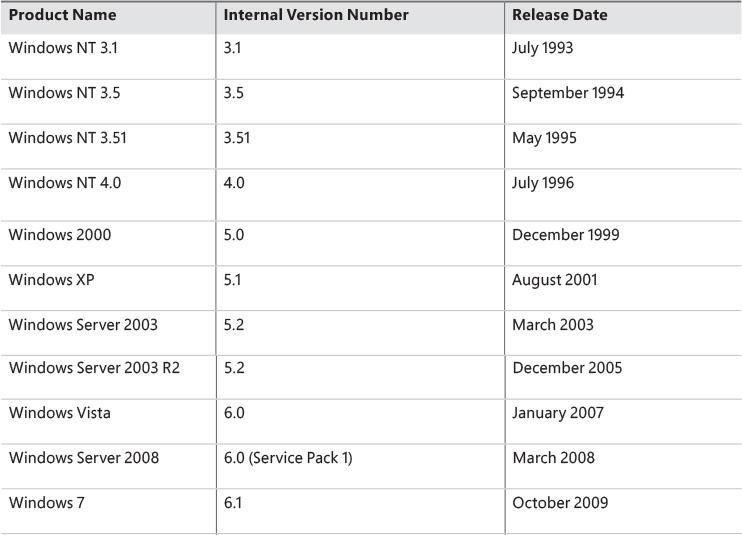 Product Name Internal Version Number Release Date
Windows NT 3.1 3.1 July 1993
Windows NT 3.5 3.5 September 1994
Windows NT 3.51 3.51 May 1995
Windows NT 4.0 4.0 July 1996
Windows 2000 5.0 December 1999
Windows XP 5.1 August 2001
Windows Server 2003 5.2 March 2003
Windows Server 2003 R2 5.2 December 2005
Windows Vista 6.0 January 2007
Windows Server 2008 6.0 (Service Pack 1) March 2008
Windows 7 6.1 October 2009